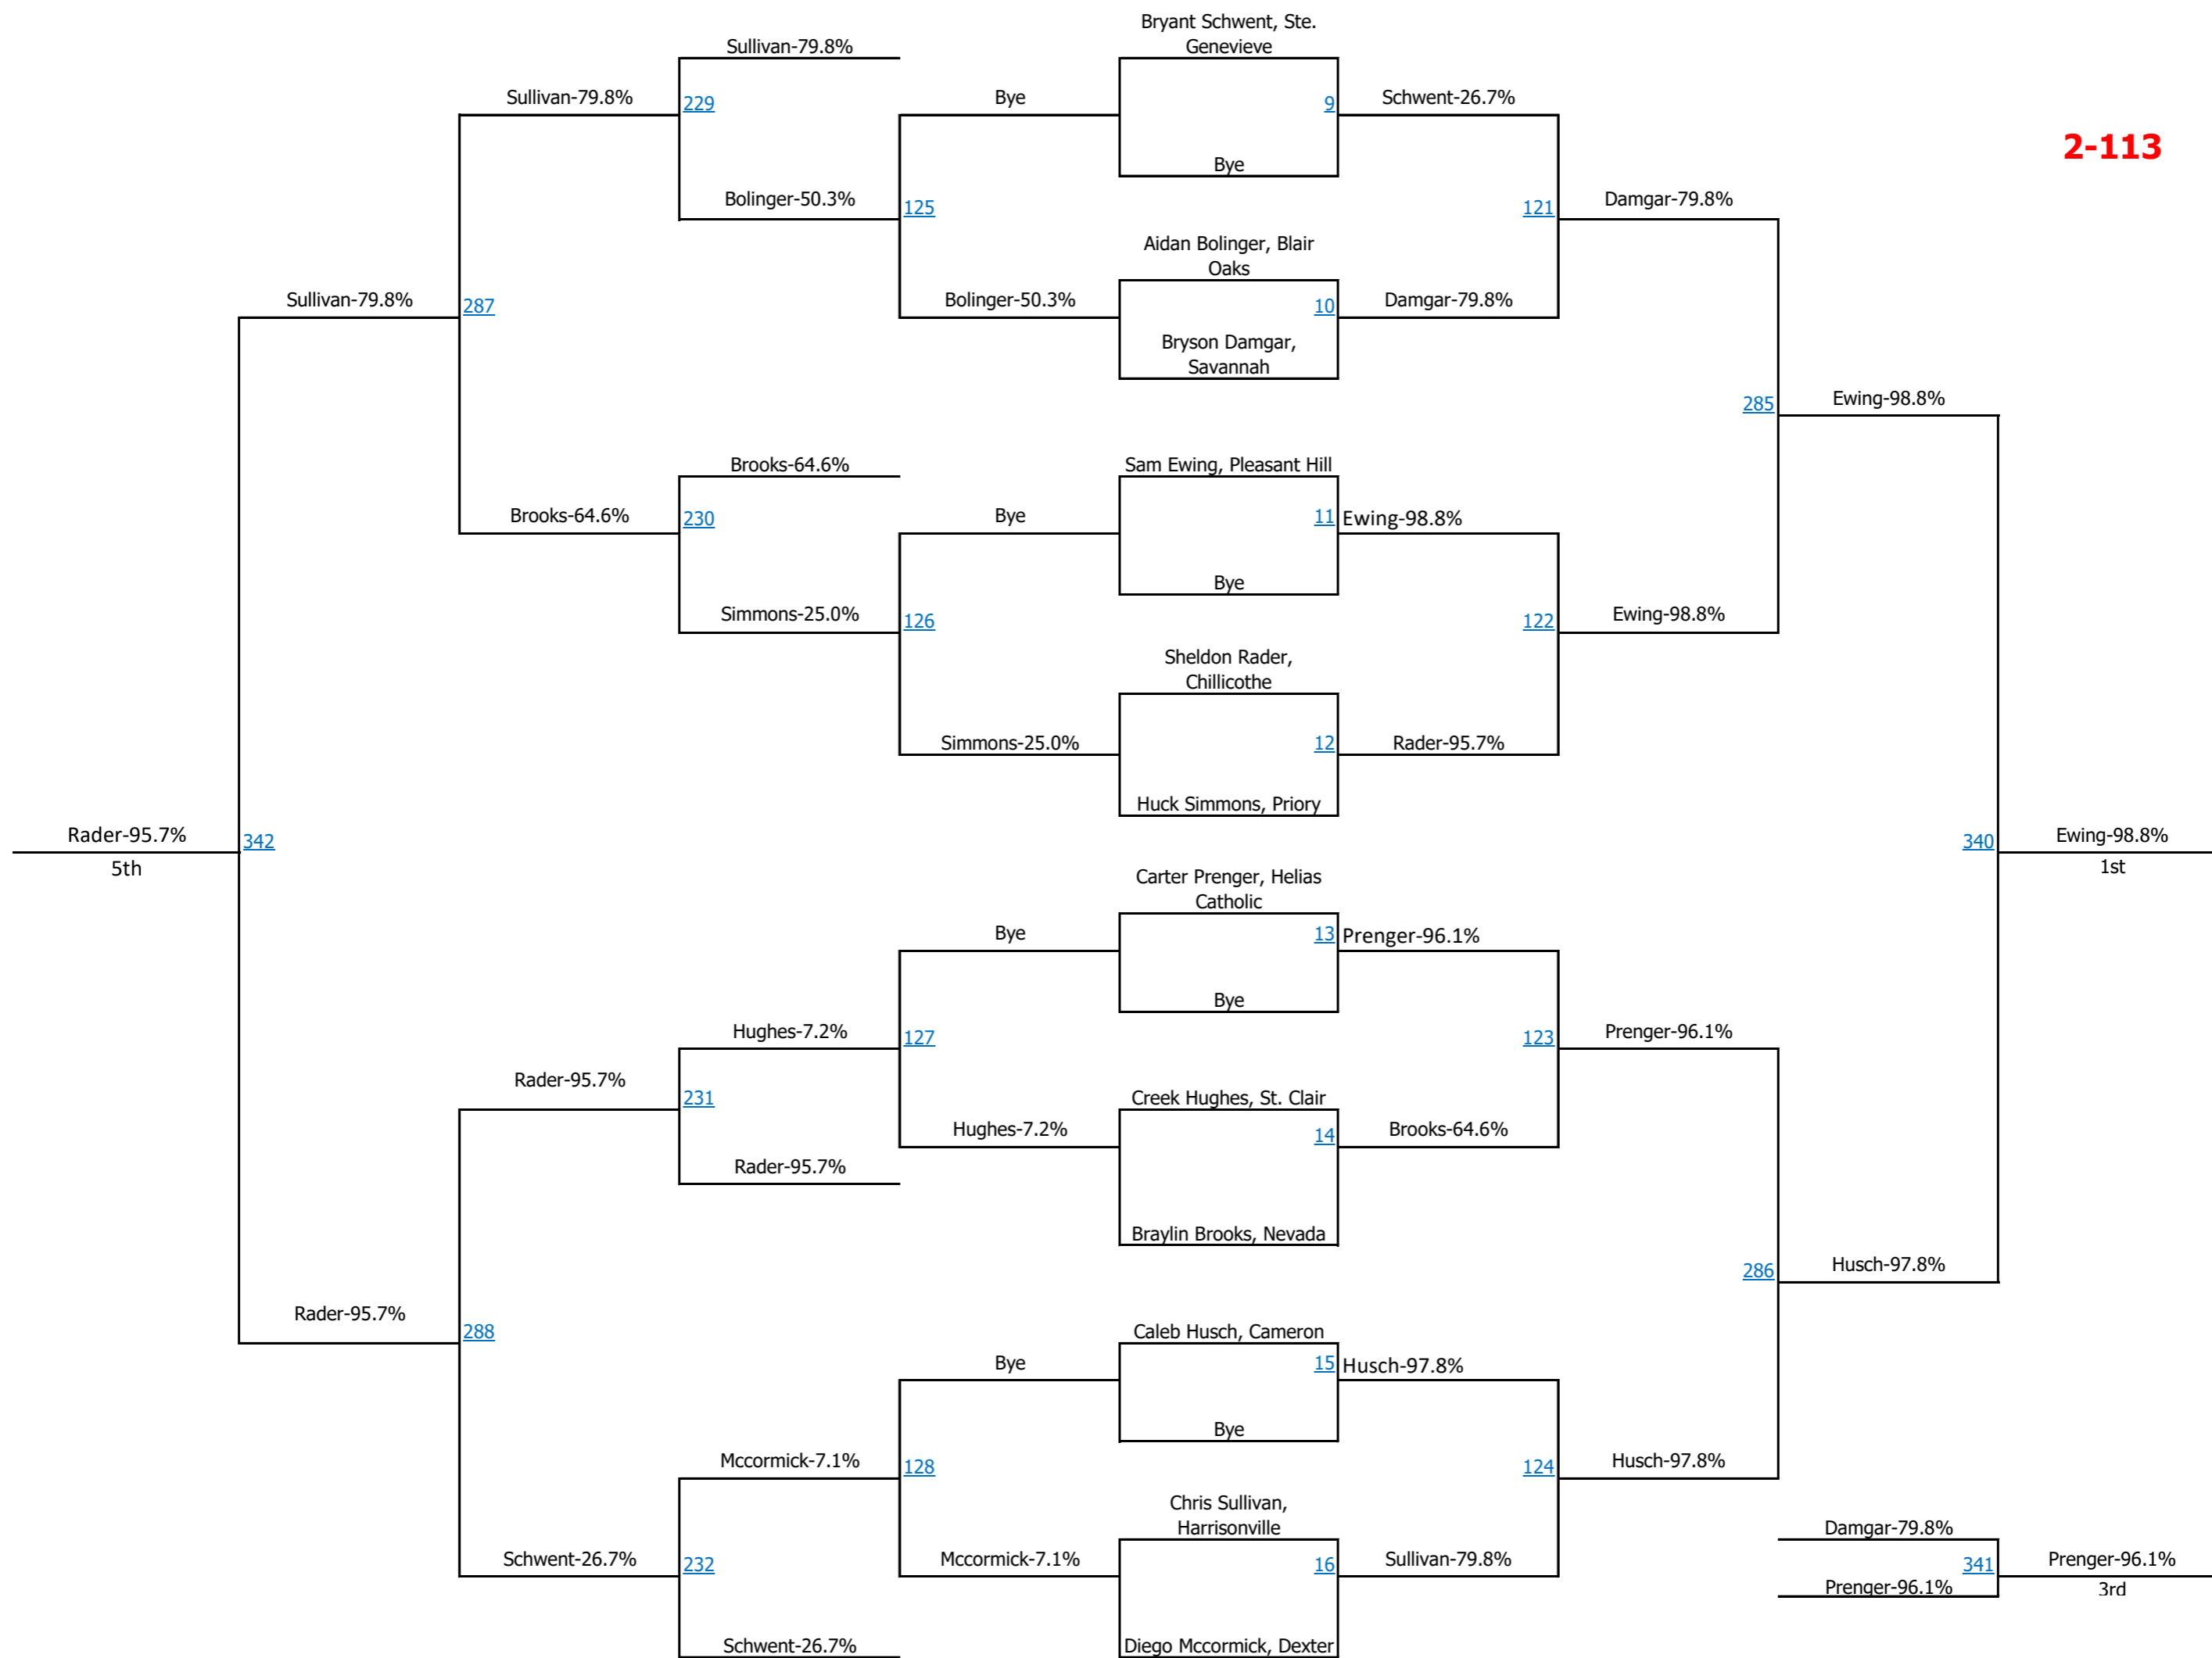 Bryant Schwent, Ste.
Genevieve
Sullivan-79.8%
Sullivan-79.8%
229
Bye
9
Schwent-26.7%
2-113
Bye
Bolinger-50.3%
125
121
Damgar-79.8%
Aidan Bolinger, Blair
Oaks
Sullivan-79.8%
287
Bolinger-50.3%
10
Damgar-79.8%
Bryson Damgar,
Savannah
285
Ewing-98.8%
Brooks-64.6%
Sam Ewing, Pleasant Hill
Brooks-64.6%
230
Bye
11
Ewing-98.8%
Bye
Simmons-25.0%
126
122
Ewing-98.8%
Sheldon Rader,
Chillicothe
Simmons-25.0%
12
Rader-95.7%
Huck Simmons, Priory
Rader-95.7%
342
340
Ewing-98.8%
5th
1st
Carter Prenger, Helias
Catholic
Bye
13
Prenger-96.1%
Bye
Hughes-7.2%
127
123
Prenger-96.1%
Rader-95.7%
231
Creek Hughes, St. Clair
Hughes-7.2%
14
Brooks-64.6%
Rader-95.7%
Braylin Brooks, Nevada
286
Husch-97.8%
Rader-95.7%
288
Caleb Husch, Cameron
Bye
15
Husch-97.8%
Bye
Mccormick-7.1%
128
124
Husch-97.8%
Chris Sullivan,
Harrisonville
Damgar-79.8%
Schwent-26.7%
232
Mccormick-7.1%
16
Sullivan-79.8%
341
Prenger-96.1%
Prenger-96.1%
3rd
Schwent-26.7%
Diego Mccormick, Dexter